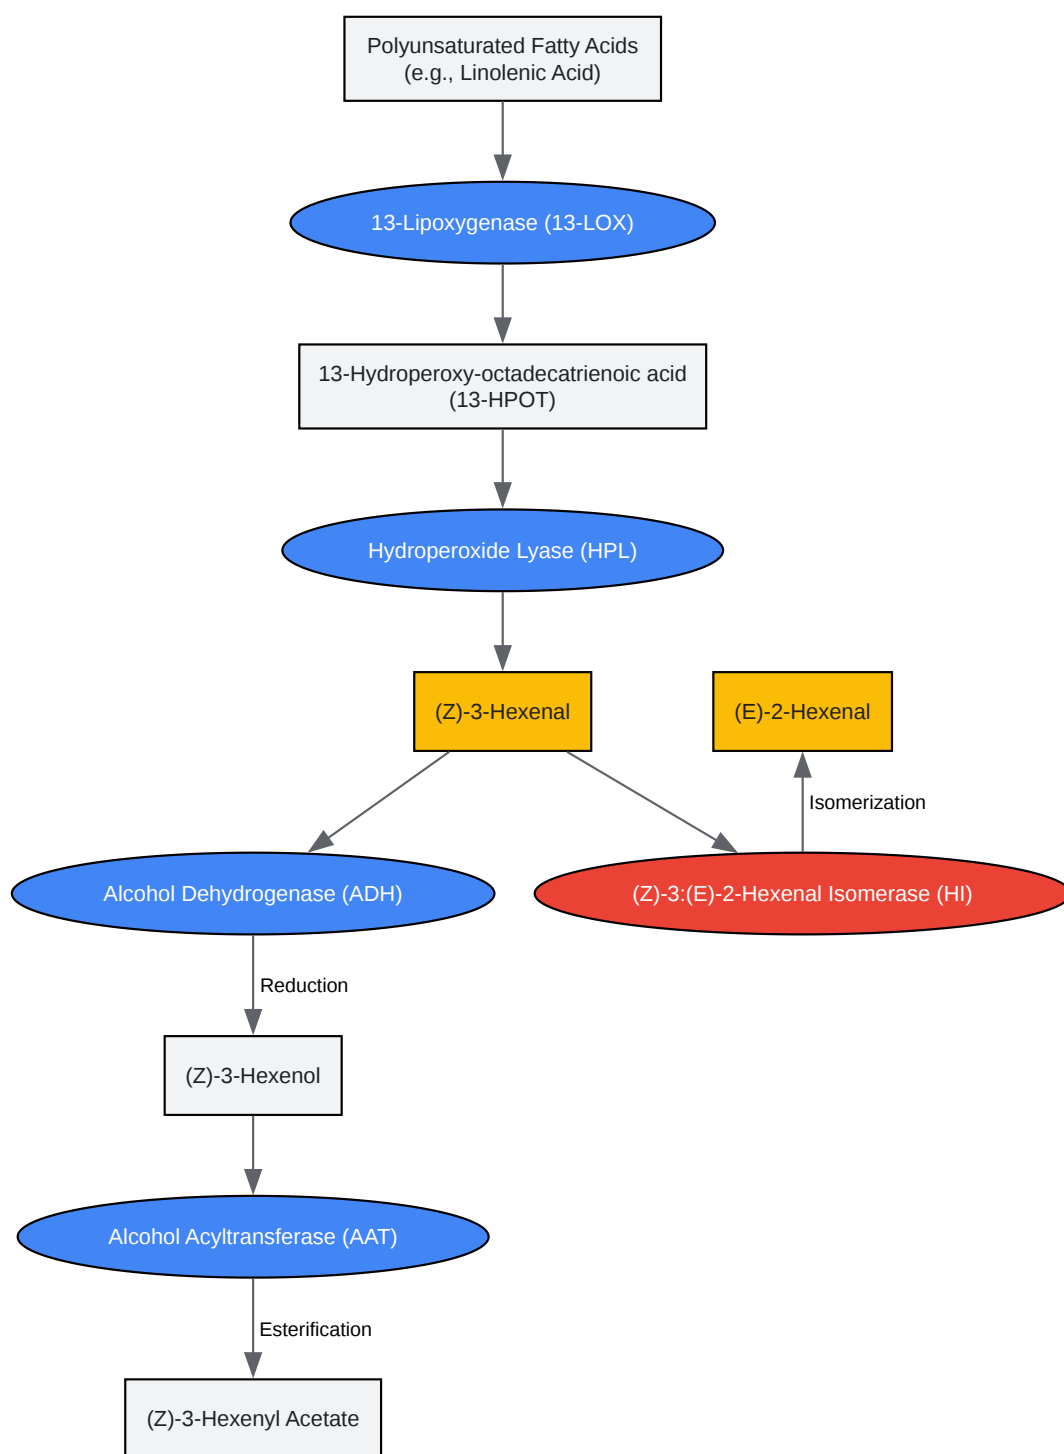 Polyunsaturated Fatty Acids
(e.g., Linolenic Acid)
13-Lipoxygenase (13-LOX)
13-Hydroperoxy-octadecatrienoic acid
(13-HPOT)
Hydroperoxide Lyase (HPL)
(Z)-3-Hexenal
(E)-2-Hexenal
Isomerization
Alcohol Dehydrogenase (ADH)
(Z)-3:(E)-2-Hexenal Isomerase (HI)
Reduction
(Z)-3-Hexenol
Alcohol Acyltransferase (AAT)
Esterification
(Z)-3-Hexenyl Acetate